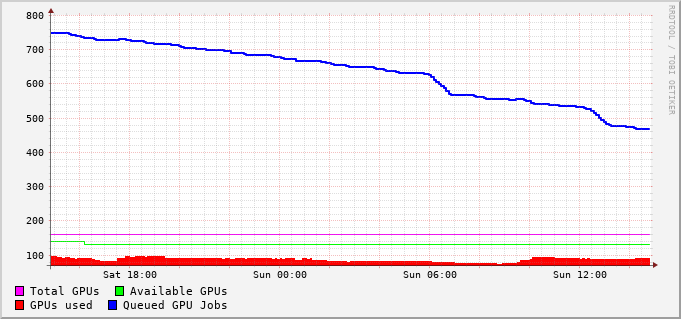 800
700
600
500
400
300
200
100
Sat 18:00 Sun 00:00 Sun 06:00 Sun 12:00
Total GPUs Available GPUs
GPUs used Queued GPU Jobs
RRDTOOL / TOBI OETIKER